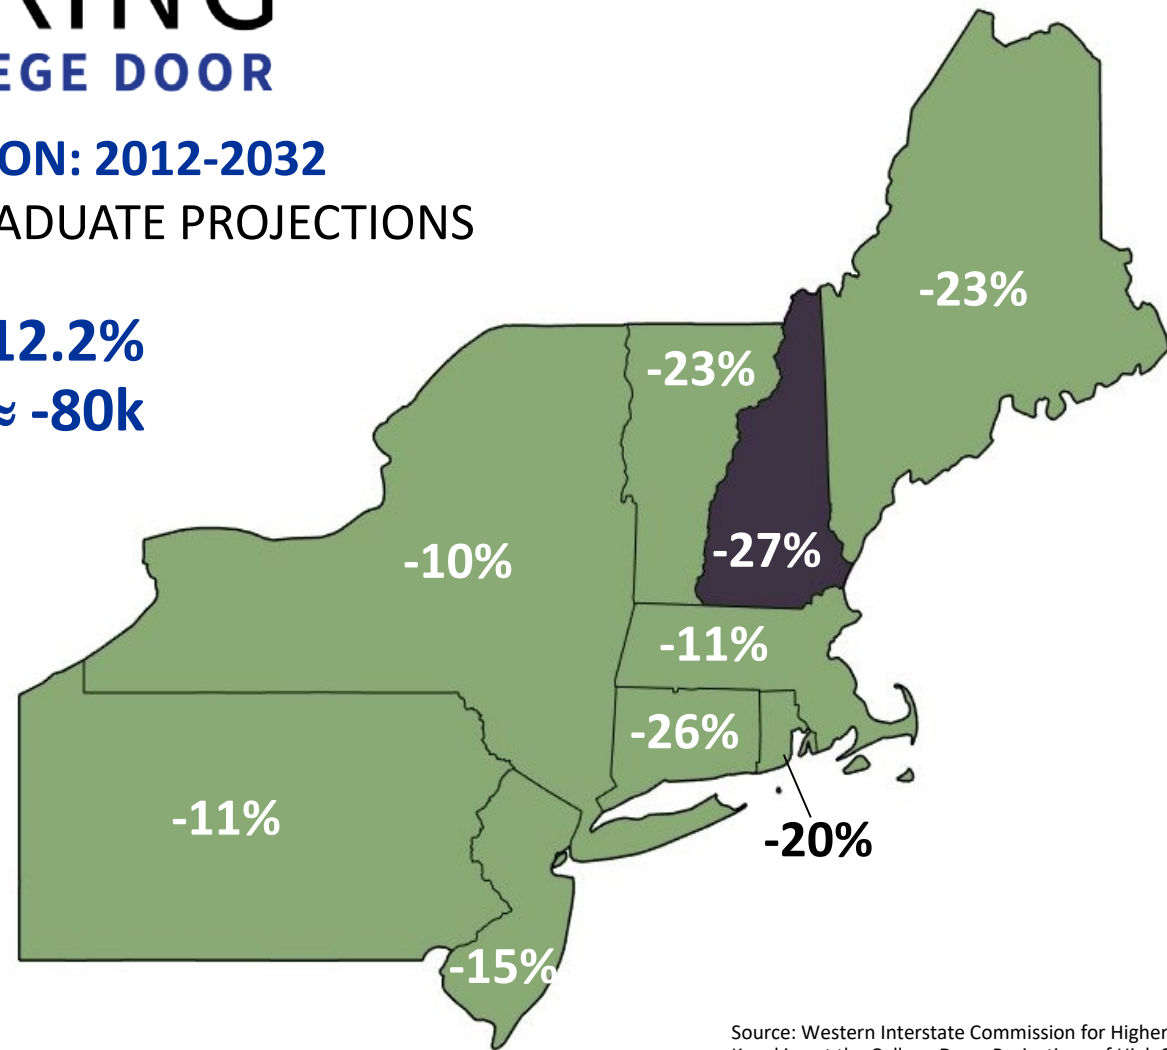 RING
EGE DOOR
ON: 2012-2032
ADUATE PROJECTIONS
-23%
12.2%
-23%
≈ -80k
-27%
-10%
-11%
-26%
-11%
-20%
-15%
Source: Western Interstate Commission for Higher